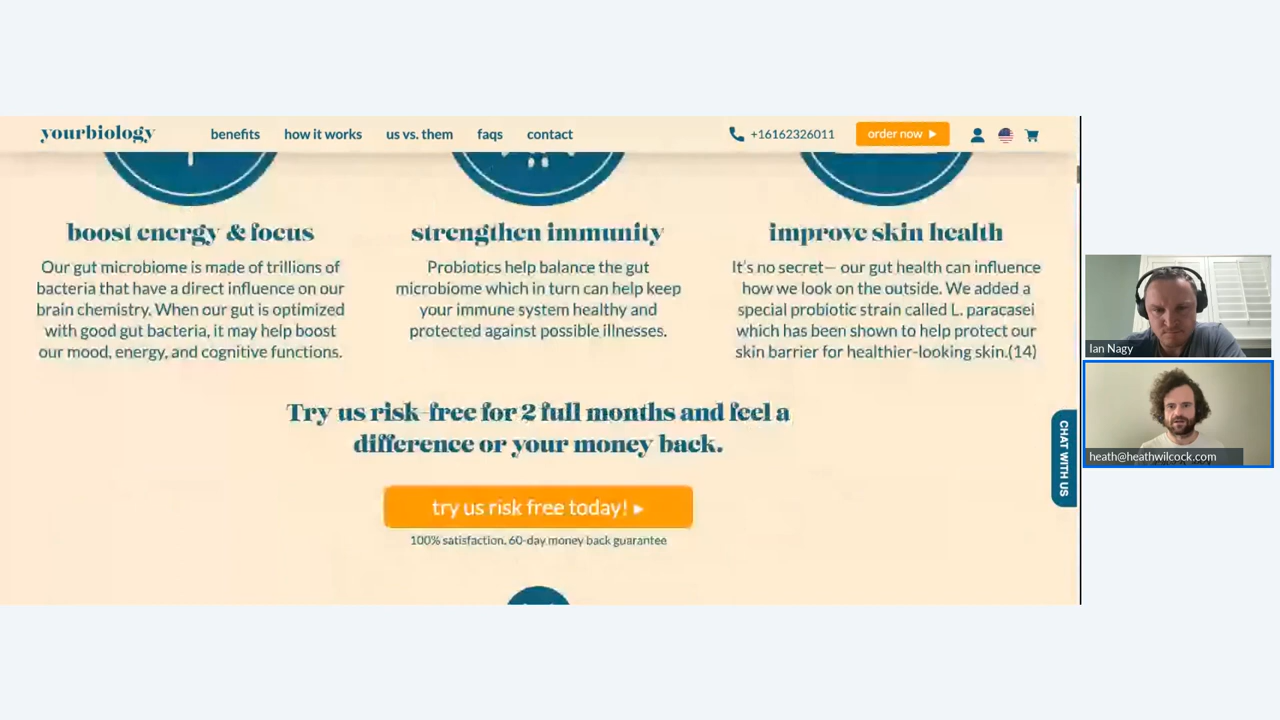 yourbiology
benefits
how it works
us vs. them
faqs
contact
+16162326011
order now
boost energy & focus
Our gut microbiome is made of trillions of
bacteria that have a direct influence on our
brain chemistry. When our gut is optimized
with good gut bacteria, it may help boost
our mood, energy, and cognitive functions.
strengthen immunity
Probiotics help balance the gut
microbiome which in turn can help keep
your immune system healthy and
protected against possible illnesses.
improve skin health
It's no secret— our gut health can influence
how we look on the outside. We added a
special probiotic strain called L. paracasei
which has been shown to help protect our
skin barrier for healthier-looking skin.(14)
Try us risk-free for 2 full months and feel a
difference or your money back.
try us risk free today!
100% satisfaction. 60-day money back guarantee
CHAT WITH US
Ian Nagy
heath@heathwilcock.com